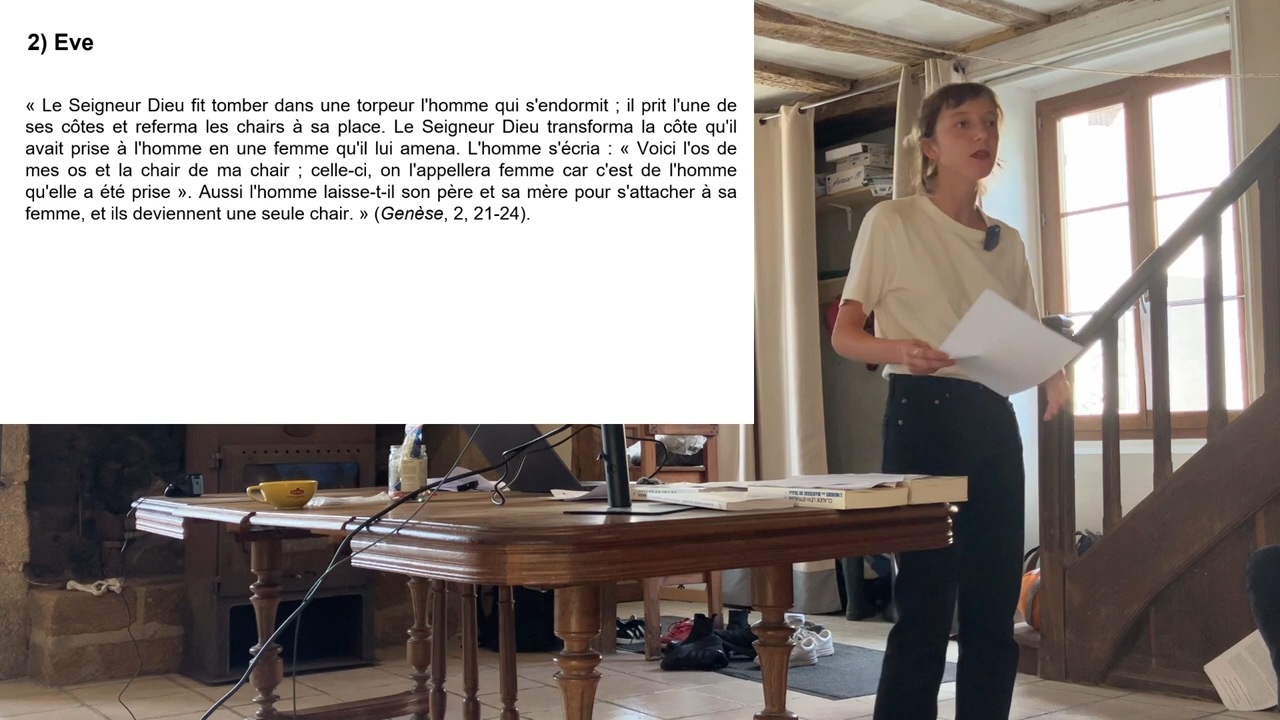 2) Eve
« Le Seigneur Dieu fit tomber dans une torpeur l'homme qui s'endormit ; il prit l'une de
ses côtes et referma les chairs à sa place. Le Seigneur Dieu transforma la côte qu'il
avait prise à l'homme en une femme qu'il lui amena. L'homme s'écria : « Voici l'os de
mes os et la chair de ma chair ; celle-ci, on l'appellera femme car c'est de l'homme
qu'elle a été prise ». Aussi l'homme laisse-t-il son père et sa mère pour s'attacher à sa
femme, et ils deviennent une seule chair. » (Genèse, 2, 21-24).